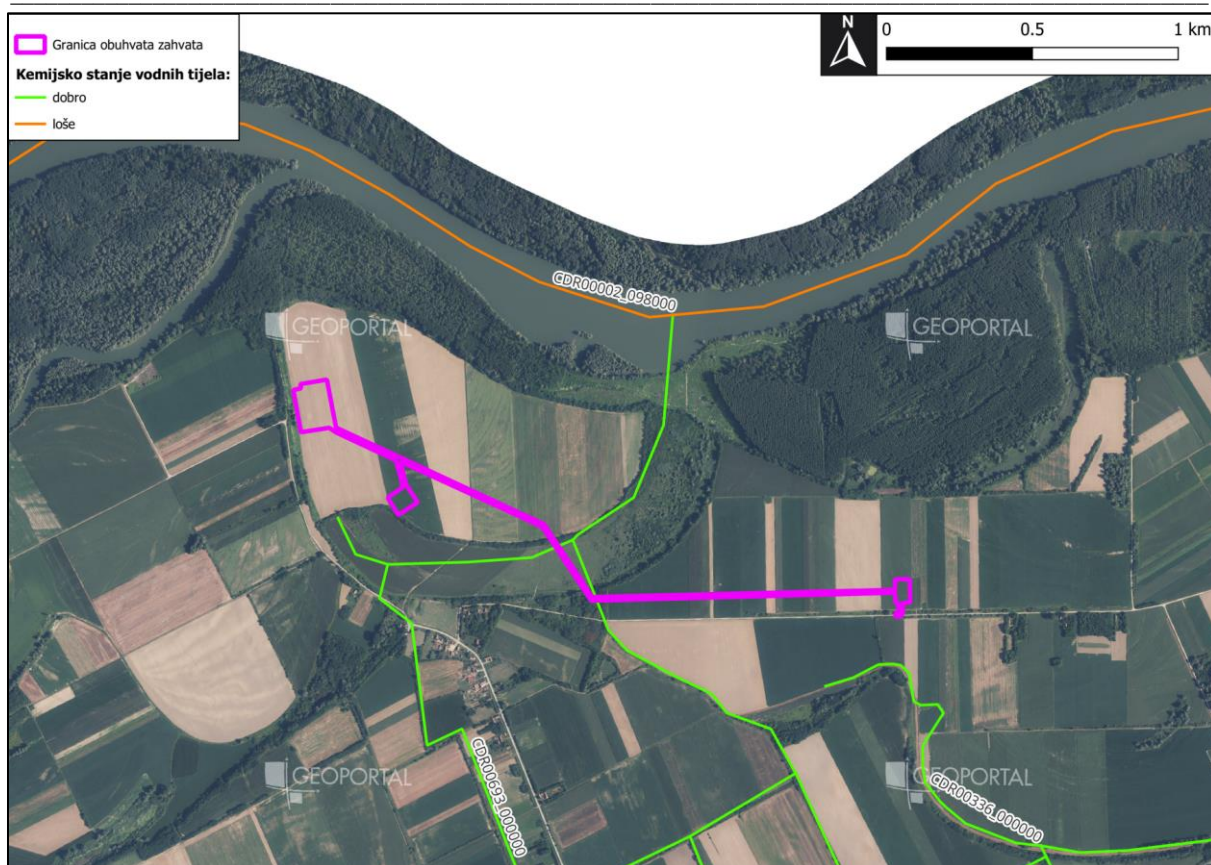 Granica obuhvata zahvata
Kemijsko stanje vodnih tijela:
dobro
loše
N
0 0.5 1 km
CDR00002_098000
GEOPORTAL
GEOPORTAL
CDR00693_000000
GEOPORTAL
GEOPORTAL
CDR00336_000000